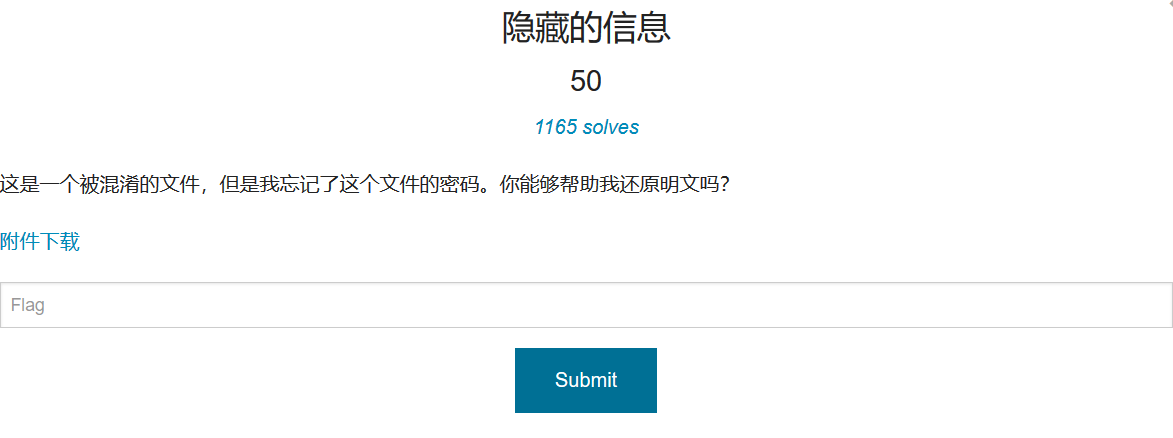 隐藏的信息
50
1165 solves
这是一个被混淆的文件，但是我忘记了这个文件的密码。你能够帮助我还原明文吗？
附件下载
Flag
Submit